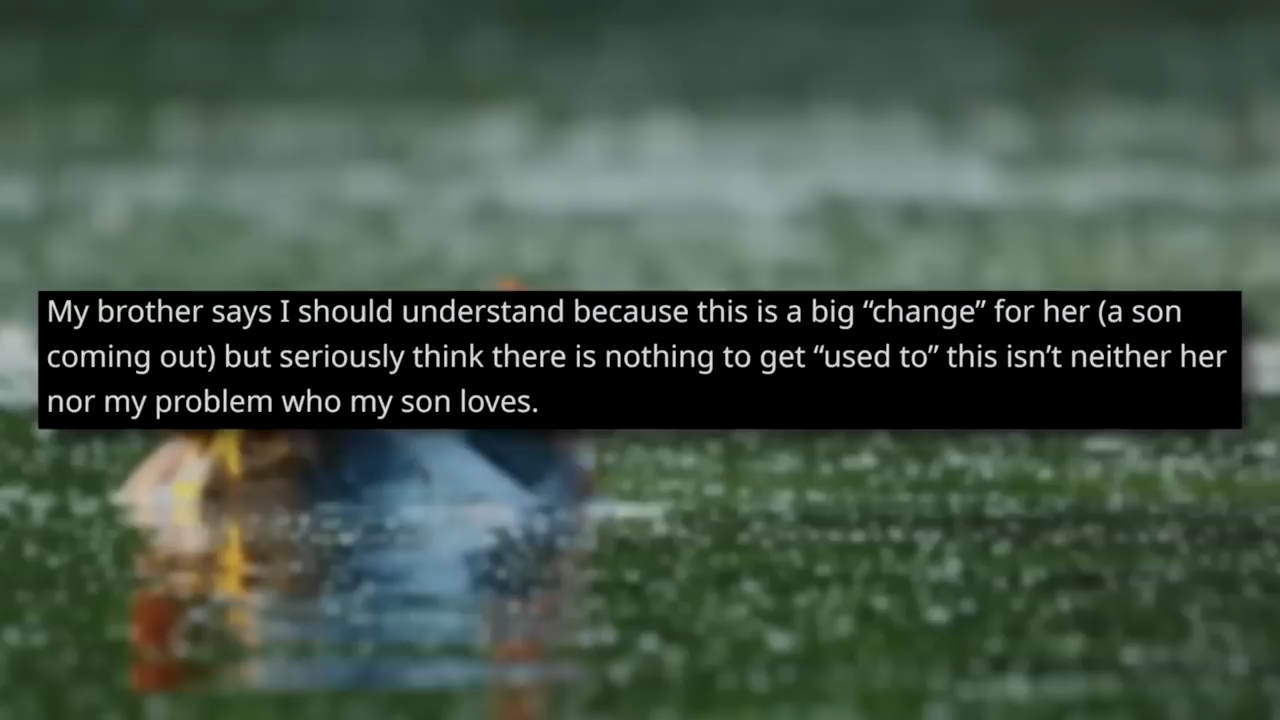 My brother says I should understand because this is a big “change” for her (a son
coming out) but seriously think there is nothing to get “used to” this isn’t neither her
nor my problem who my son loves.